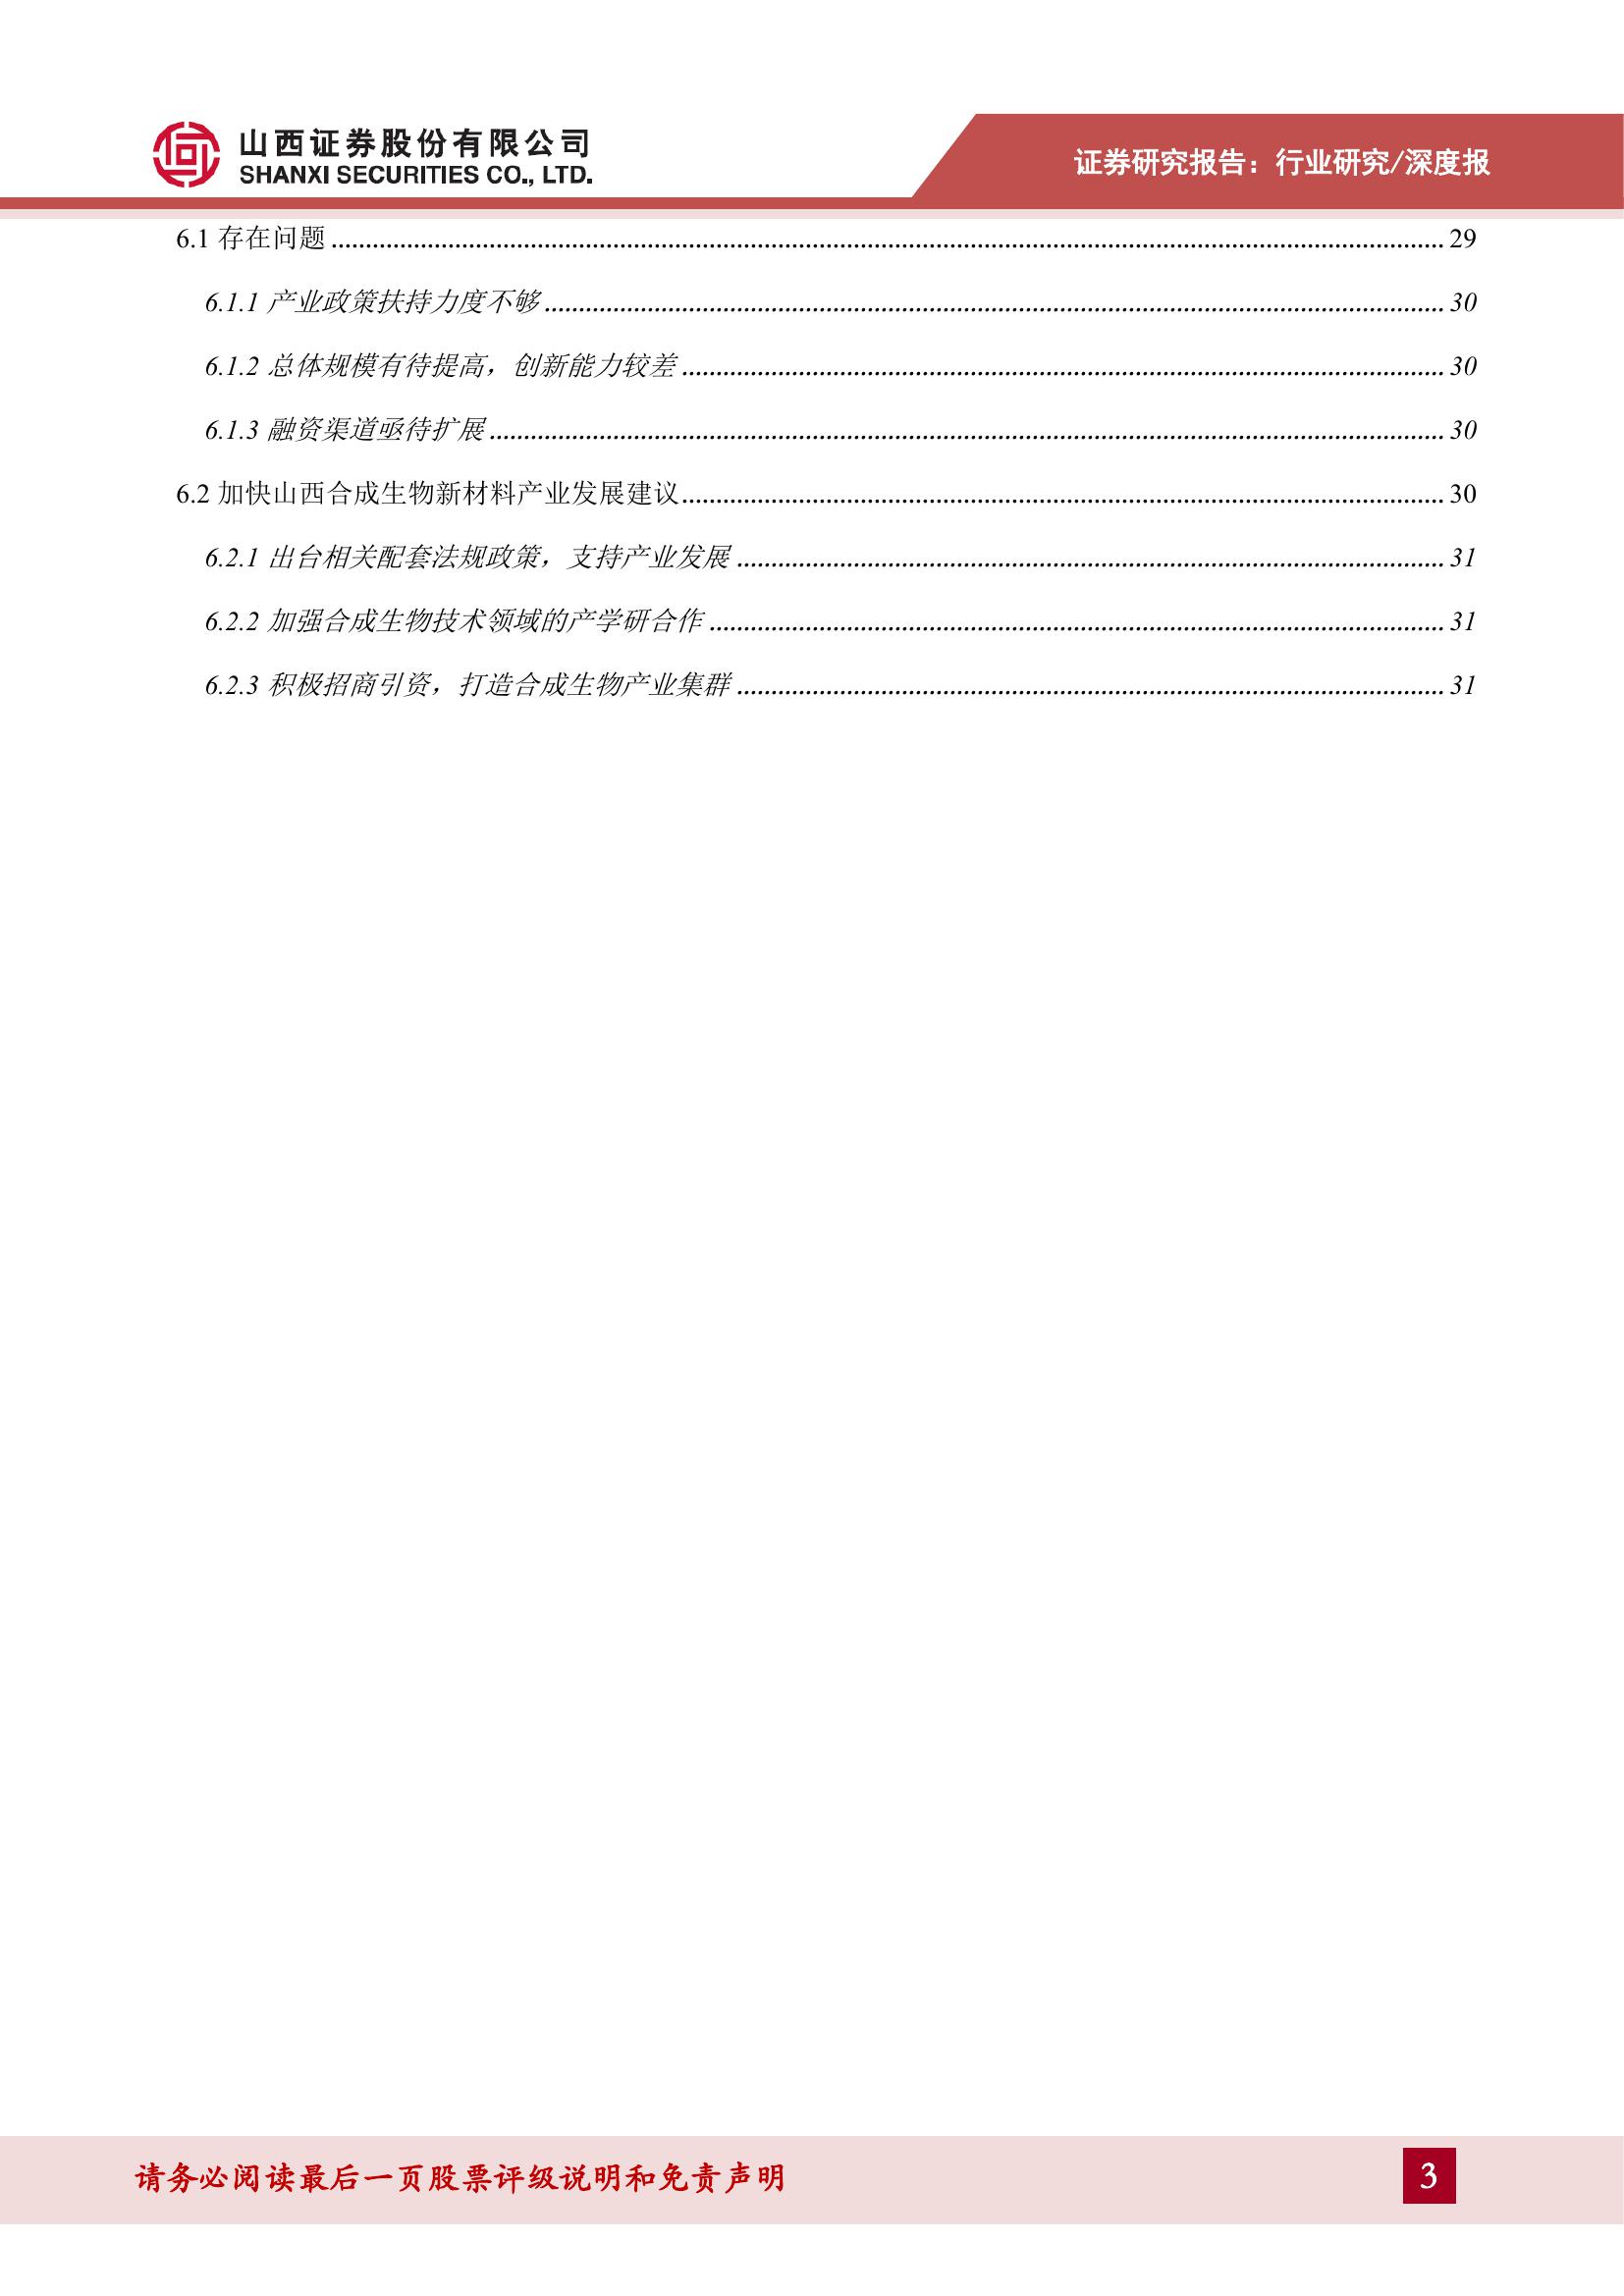 山西证券股份有限公司
SHANXI SECURITIES CO., LTD.
证券研究报告：行业研究/深度报
6.1 存在问题 ........ 29
6.1.1 产业政策扶持力度不够 ........ 30
6.1.2 总体规模有待提高，创新能力较差 ........ 30
6.1.3 融资渠道亟待扩展 ........ 30
6.2 加快山西合成生物新材料产业发展建议 ........ 30
6.2.1 出台相关配套法规政策，支持产业发展 ........ 31
6.2.2 加强合成生物技术领域的产学研合作 ........ 31
6.2.3 积极招商引资，打造合成生物产业集群 ........ 31
请务必阅读最后一页股票评级说明和免责声明
3